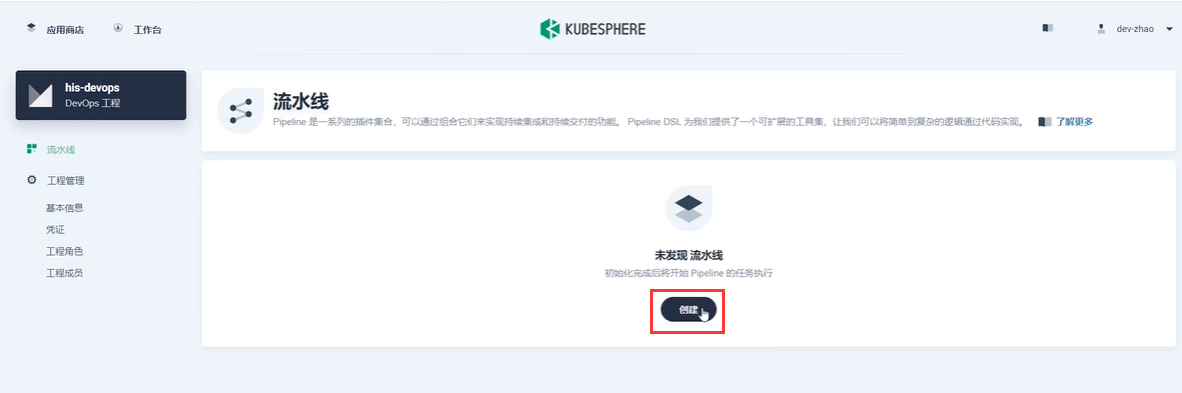 应用商店
工作台
KUBESPHERE
dev-zhao
his-devops
DevOps 工程
流水线
工程管理
基本信息
凭证
工程角色
工程成员
流水线
Pipeline 是一系列的插件集合，可以通过组合它们来实现持续集成和持续交付的功能。 Pipeline DSL 为我们提供了一个可扩展的工具集，让我们可以将简单到复杂的逻辑通过代码实现。 了解更多
未发现 流水线
初始化完成后将开始 Pipeline 的任务执行
创建